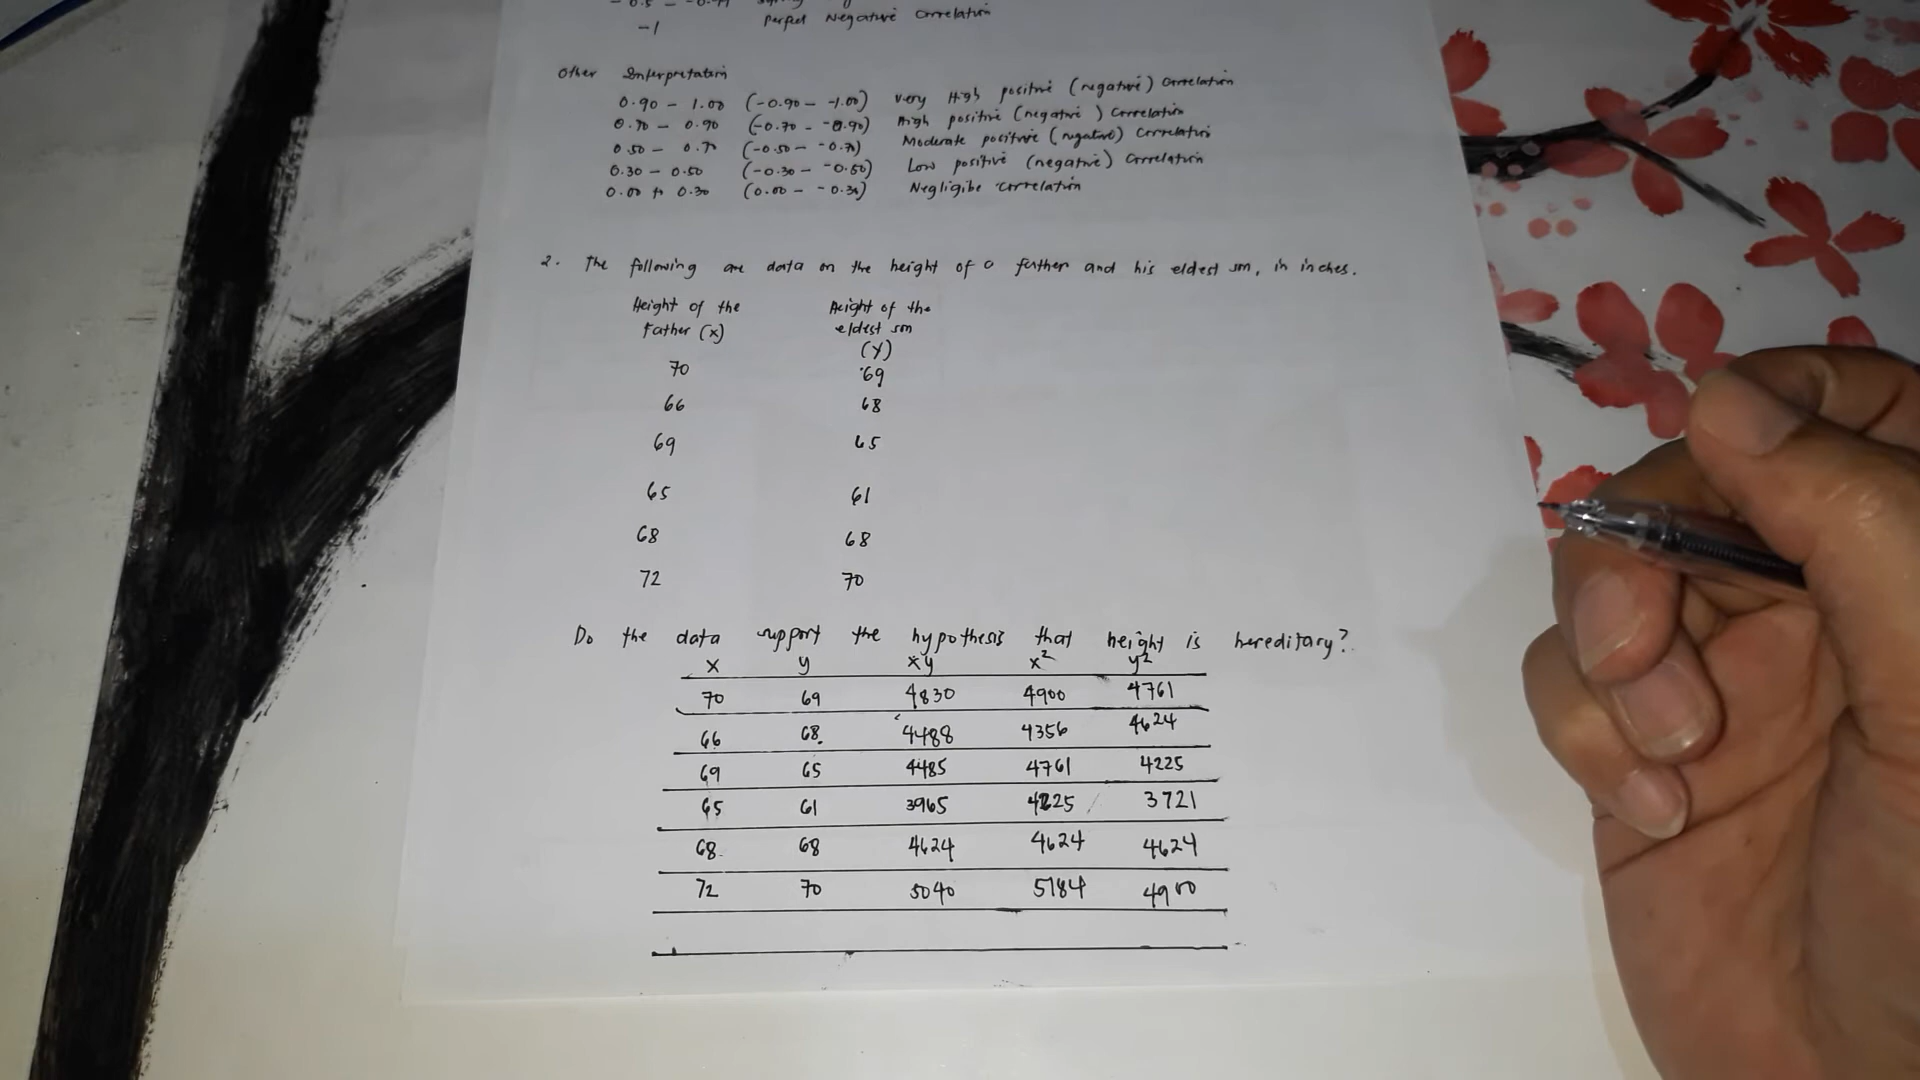 -1 perfect Negative Correlation
Other Interpretation
0.90 - 1.00 (-0.90 - -1.00) Very High positive (negative) Correlation
0.70 - 0.90 (-0.70 - -0.90) High positive (negative) Correlation
0.50 - 0.70 (-0.50 - -0.70) Moderate positive (negative) Correlation
0.30 - 0.50 (-0.30 - -0.50) Low positive (negative) Correlation
0.00 to 0.30 (0.00 - -0.30) Negligibe correlation
2. The following are data on the height of a father and his eldest son, in inches.
Height of the Height of the
Father (x) eldest son
(y)
70 69
66 68
69 65
65 61
68 68
72 70
Do the data support the hypothesis that height is hereditary?
x y xy x² y²
70 69 4830 4900 4761
66 68 4488 4356 4624
69 65 4485 4761 4225
65 61 3965 4225 3721
68 68 4624 4624 4624
72 70 5040 5184 4900